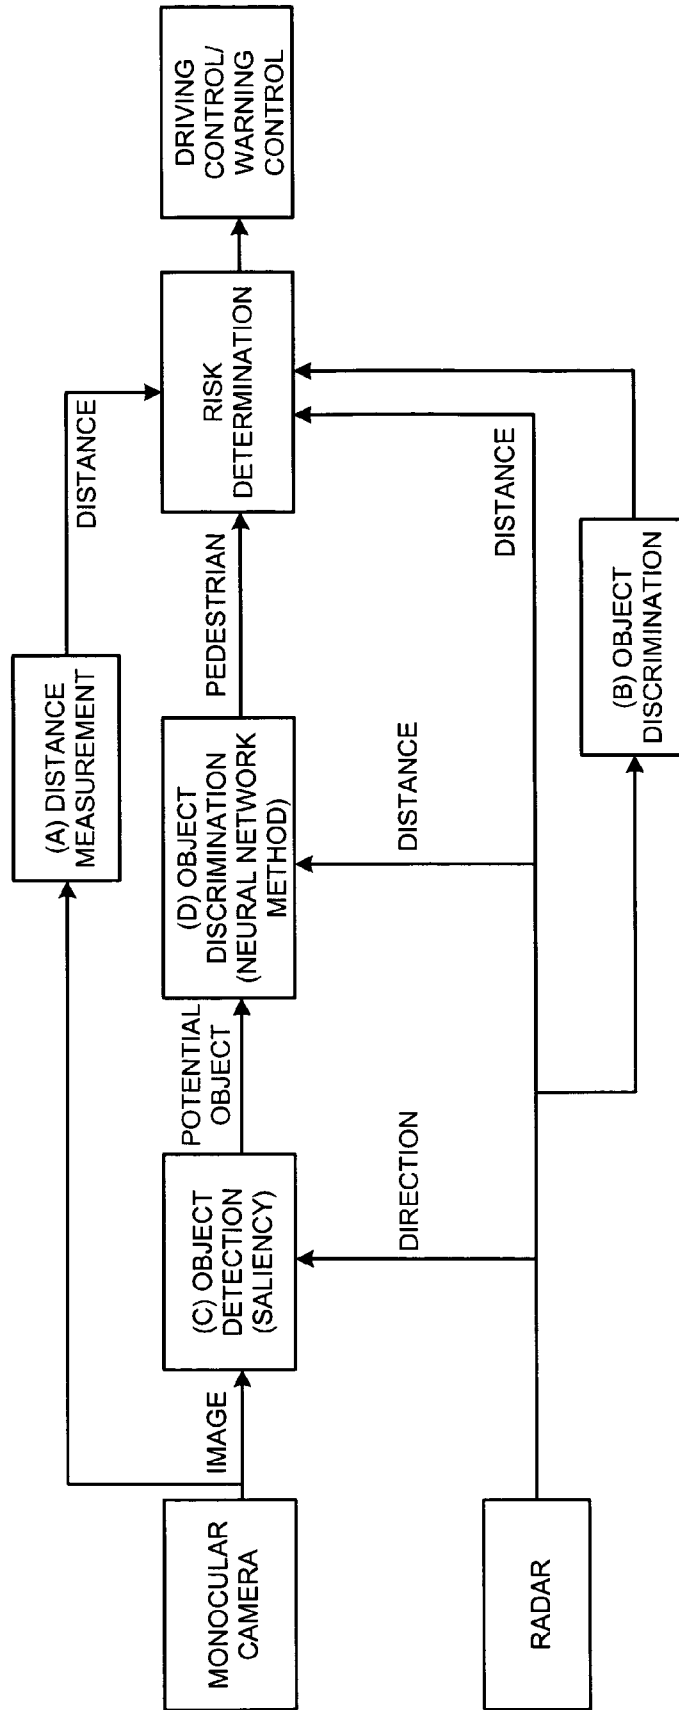 MONOCULAR
CAMERA
IMAGE
(A) DISTANCE
MEASUREMENT
DISTANCE
(C) OBJECT
DETECTION
(SALIENCY)
POTENTIAL
OBJECT
(D) OBJECT
DISCRIMINATION
(NEURAL NETWORK
METHOD)
PEDESTRIAN
RISK
DETERMINATION
DRIVING
CONTROL/
WARNING
CONTROL
RADAR
DIRECTION
DISTANCE
DISTANCE
(B) OBJECT
DISCRIMINATION